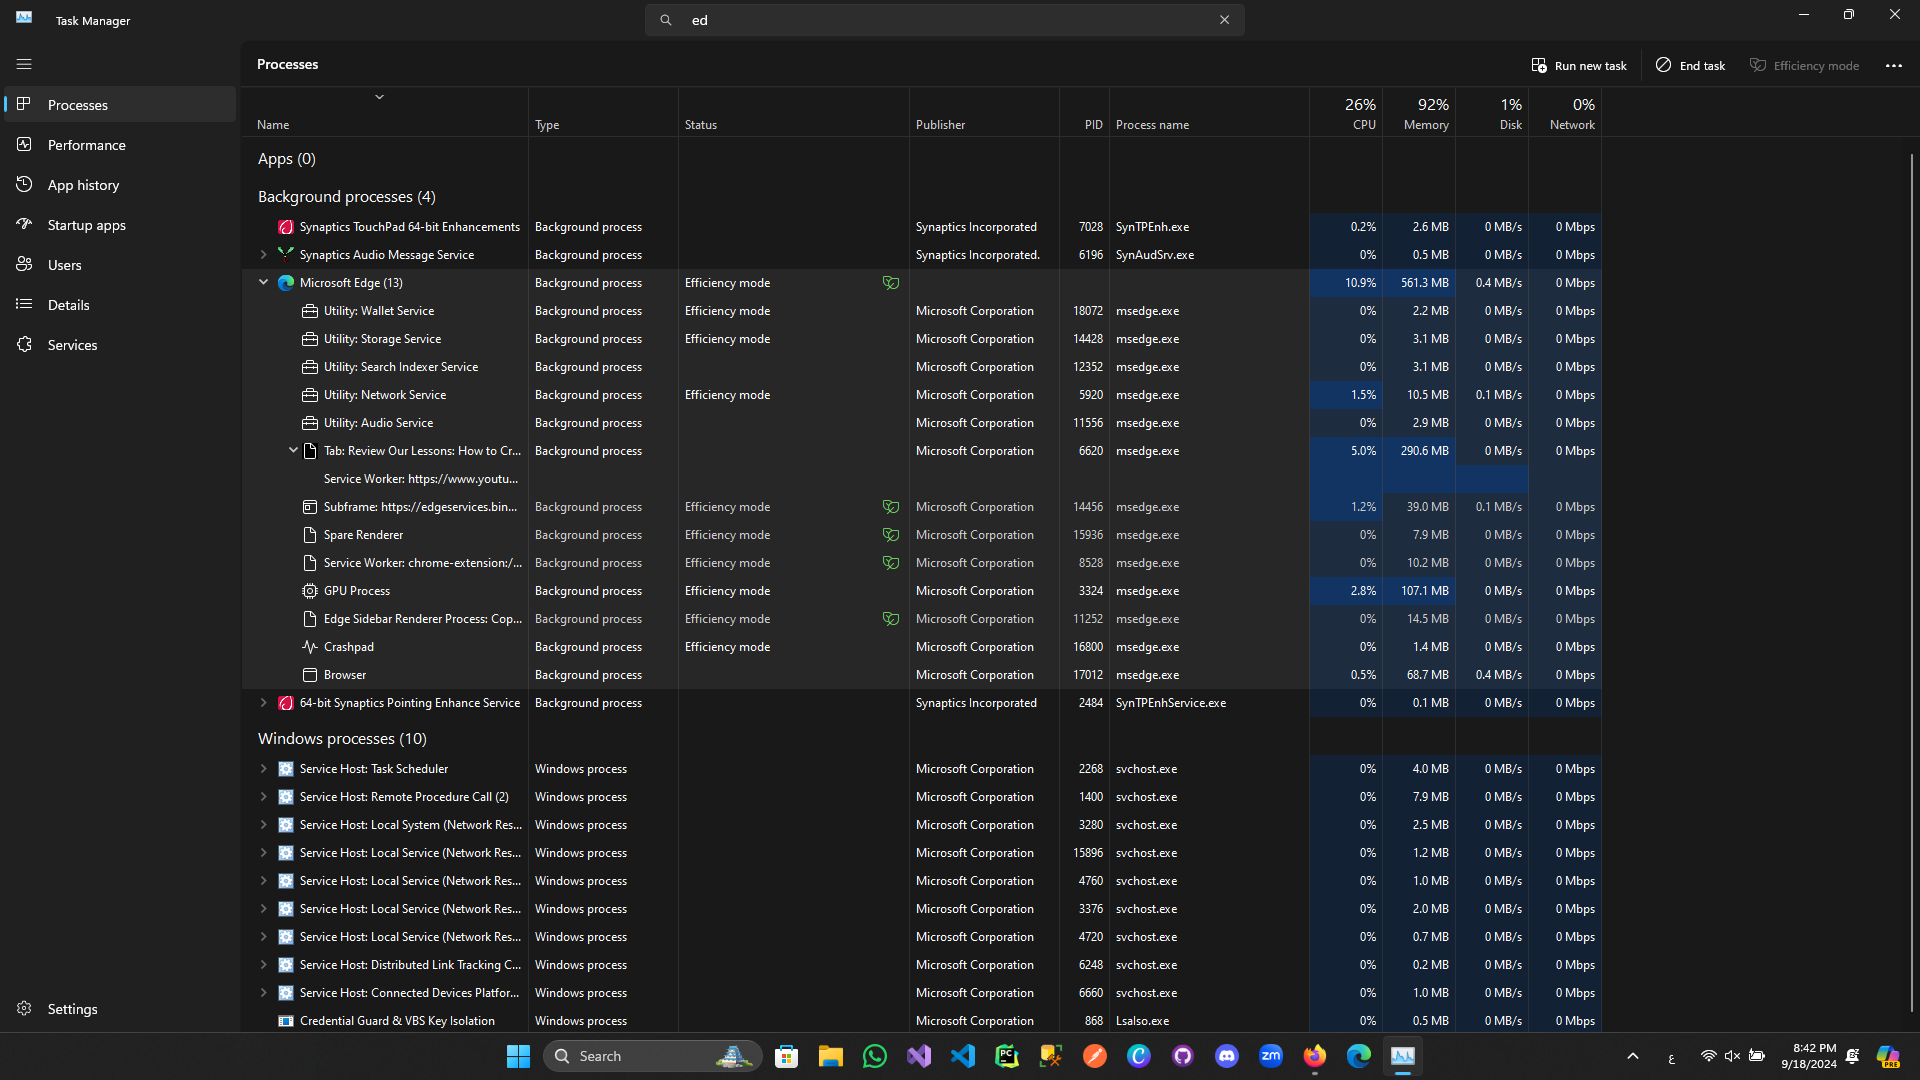 Task Manager
ed
Processes
Run new task
End task
Efficiency mode
Processes
Performance
App history
Startup apps
Users
Details
Services
Settings
Name Type Status Publisher PID Process name 26% CPU 92% Memory 1% Disk 0% Network
Apps (0)
Background processes (4)
Synaptics TouchPad 64-bit Enhancements Background process Synaptics Incorporated 7028 SynTPEnh.exe 0.2% 2.6 MB 0 MB/s 0 Mbps
Synaptics Audio Message Service Background process Synaptics Incorporated. 6196 SynAudSrv.exe 0% 0.5 MB 0 MB/s 0 Mbps
Microsoft Edge (13) Background process Efficiency mode 10.9% 561.3 MB 0.4 MB/s 0 Mbps
Utility: Wallet Service Background process Efficiency mode Microsoft Corporation 18072 msedge.exe 0% 2.2 MB 0 MB/s 0 Mbps
Utility: Storage Service Background process Efficiency mode Microsoft Corporation 14428 msedge.exe 0% 3.1 MB 0 MB/s 0 Mbps
Utility: Search Indexer Service Background process Microsoft Corporation 12352 msedge.exe 0% 3.1 MB 0 MB/s 0 Mbps
Utility: Network Service Background process Efficiency mode Microsoft Corporation 5920 msedge.exe 1.5% 10.5 MB 0.1 MB/s 0 Mbps
Utility: Audio Service Background process Microsoft Corporation 11556 msedge.exe 0% 2.9 MB 0 MB/s 0 Mbps
Tab: Review Our Lessons: How to Cr... Background process Microsoft Corporation 6620 msedge.exe 5.0% 290.6 MB 0 MB/s 0 Mbps
Service Worker: https://www.youtu...
Subframe: https://edgeservices.bin... Background process Efficiency mode Microsoft Corporation 14456 msedge.exe 1.2% 39.0 MB 0.1 MB/s 0 Mbps
Spare Renderer Background process Efficiency mode Microsoft Corporation 15936 msedge.exe 0% 7.9 MB 0 MB/s 0 Mbps
Service Worker: chrome-extension:/... Background process Efficiency mode Microsoft Corporation 8528 msedge.exe 0% 10.2 MB 0 MB/s 0 Mbps
GPU Process Background process Efficiency mode Microsoft Corporation 3324 msedge.exe 2.8% 107.1 MB 0 MB/s 0 Mbps
Edge Sidebar Renderer Process: Cop... Background process Efficiency mode Microsoft Corporation 11252 msedge.exe 0% 14.5 MB 0 MB/s 0 Mbps
Crashpad Background process Efficiency mode Microsoft Corporation 16800 msedge.exe 0% 1.4 MB 0 MB/s 0 Mbps
Browser Background process Microsoft Corporation 17012 msedge.exe 0.5% 68.7 MB 0.4 MB/s 0 Mbps
64-bit Synaptics Pointing Enhance Service Background process Synaptics Incorporated 2484 SynTPEnhService.exe 0% 0.1 MB 0 MB/s 0 Mbps
Windows processes (10)
Service Host: Task Scheduler Windows process Microsoft Corporation 2268 svchost.exe 0% 4.0 MB 0 MB/s 0 Mbps
Service Host: Remote Procedure Call (2) Windows process Microsoft Corporation 1400 svchost.exe 0% 7.9 MB 0 MB/s 0 Mbps
Service Host: Local System (Network Res... Windows process Microsoft Corporation 3280 svchost.exe 0% 2.5 MB 0 MB/s 0 Mbps
Service Host: Local Service (Network Res... Windows process Microsoft Corporation 15896 svchost.exe 0% 1.2 MB 0 MB/s 0 Mbps
Service Host: Local Service (Network Res... Windows process Microsoft Corporation 4760 svchost.exe 0% 1.0 MB 0 MB/s 0 Mbps
Service Host: Local Service (Network Res... Windows process Microsoft Corporation 3376 svchost.exe 0% 2.0 MB 0 MB/s 0 Mbps
Service Host: Local Service (Network Res... Windows process Microsoft Corporation 4720 svchost.exe 0% 0.7 MB 0 MB/s 0 Mbps
Service Host: Distributed Link Tracking C... Windows process Microsoft Corporation 6248 svchost.exe 0% 0.2 MB 0 MB/s 0 Mbps
Service Host: Connected Devices Platfor... Windows process Microsoft Corporation 6660 svchost.exe 0% 1.0 MB 0 MB/s 0 Mbps
Credential Guard & VBS Key Isolation Windows process Microsoft Corporation 868 Lsalso.exe 0% 0.5 MB 0 MB/s 0 Mbps
Search
PC
zm
ع
8:42 PM
9/18/2024
PRE